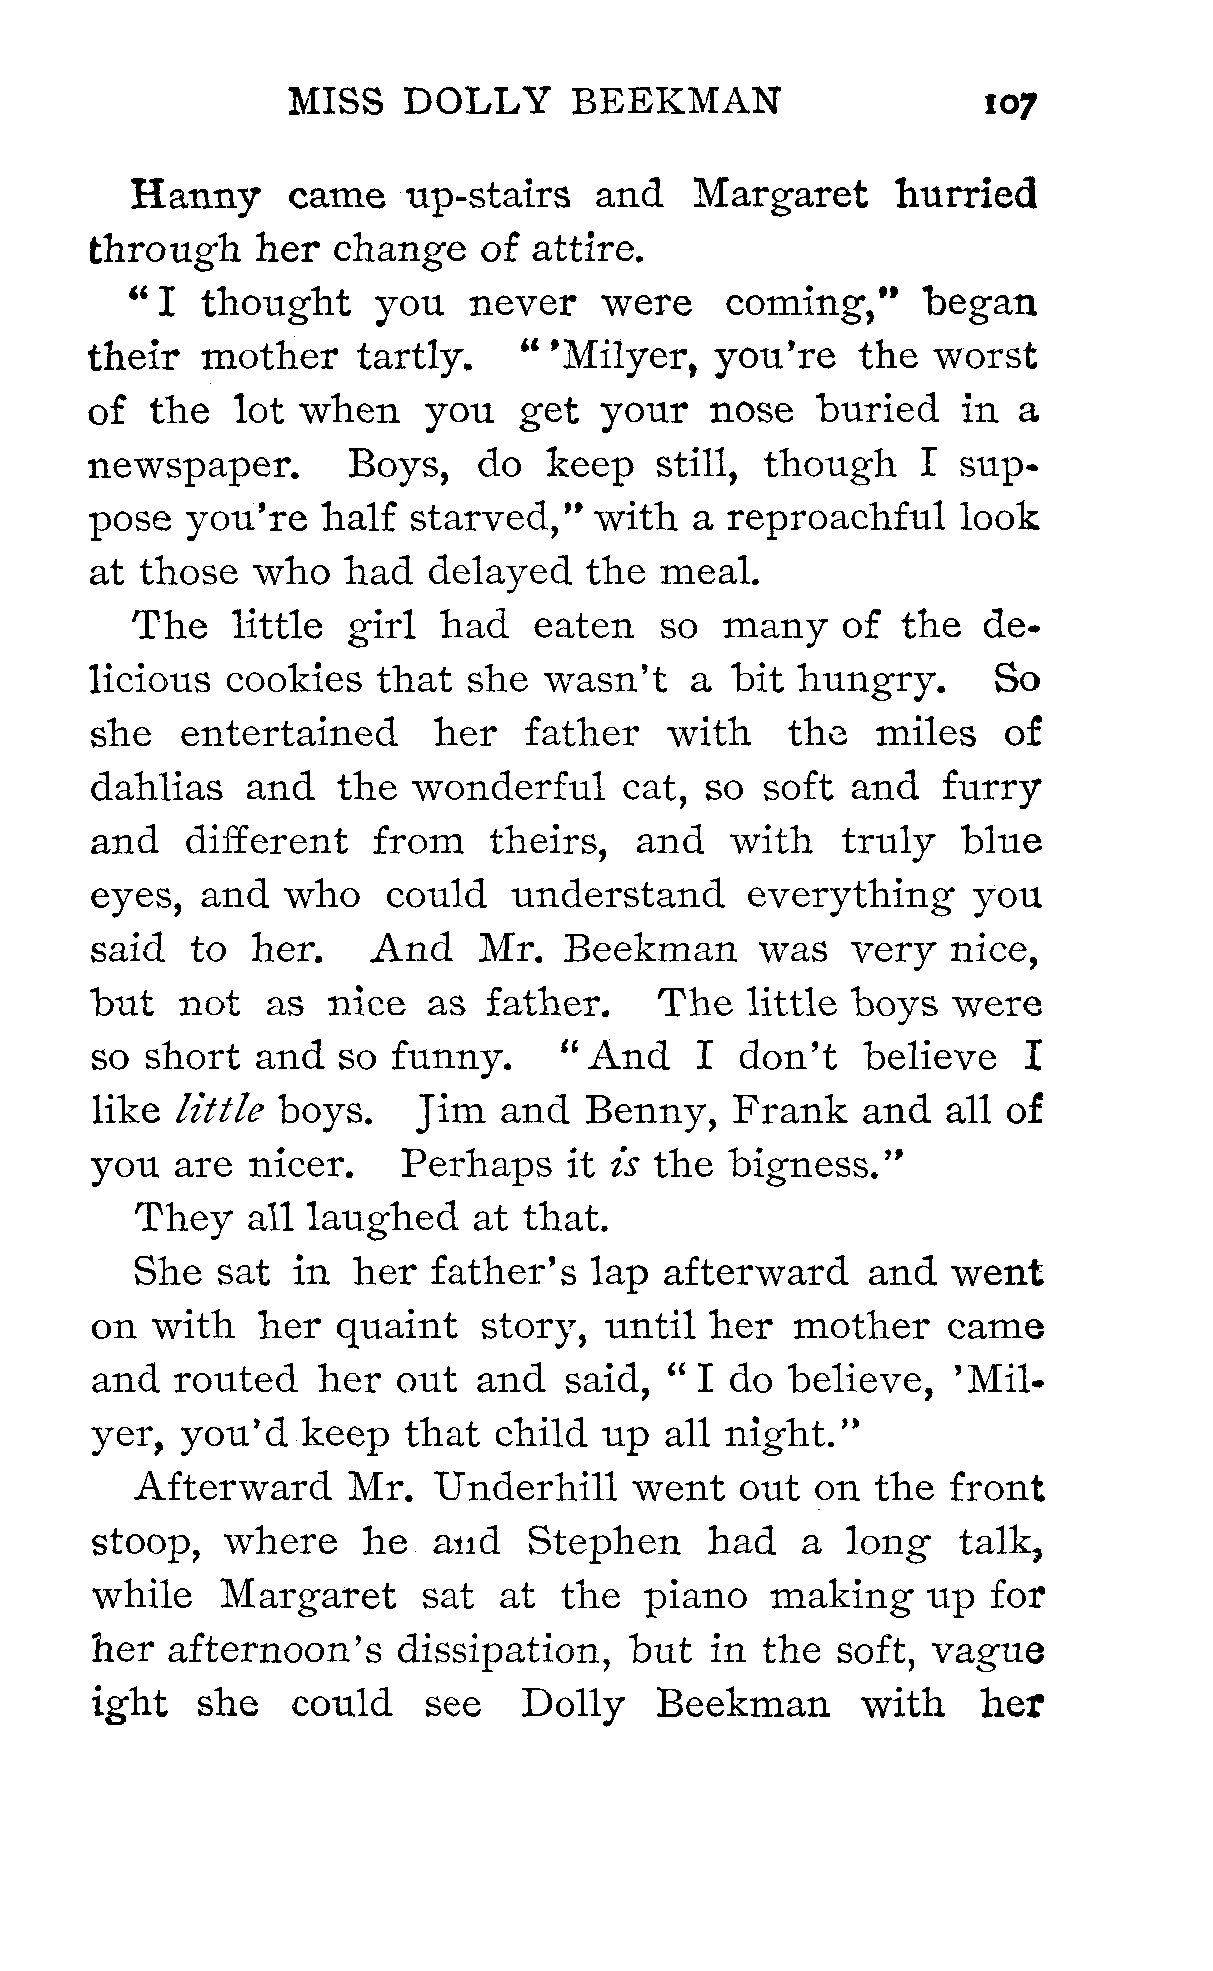 MISS DOLLY BEEKMAN 107
Hanny came up-stairs and Margaret hurried
through her change of attire.
“I thought you never were coming,” began
their mother tartly. “’Milyer, you’re the worst
of the lot when you get your nose buried in a
newspaper. Boys, do keep still, though I sup-
pose you’re half starved,” with a reproachful look
at those who had delayed the meal.
The little girl had eaten so many of the de-
licious cookies that she wasn’t a bit hungry. So
she entertained her father with the miles of
dahlias and the wonderful cat, so soft and furry
and different from theirs, and with truly blue
eyes, and who could understand everything you
said to her. And Mr. Beekman was very nice,
but not as nice as father. The little boys were
so short and so funny. “And I don’t believe I
like little boys. Jim and Benny, Frank and all of
you are nicer. Perhaps it is the bigness.”
They all laughed at that.
She sat in her father’s lap afterward and went
on with her quaint story, until her mother came
and routed her out and said, “I do believe, ’Mil-
yer, you’d keep that child up all night.”
Afterward Mr. Underhill went out on the front
stoop, where he and Stephen had a long talk,
while Margaret sat at the piano making up for
her afternoon’s dissipation, but in the soft, vague
ight she could see Dolly Beekman with her